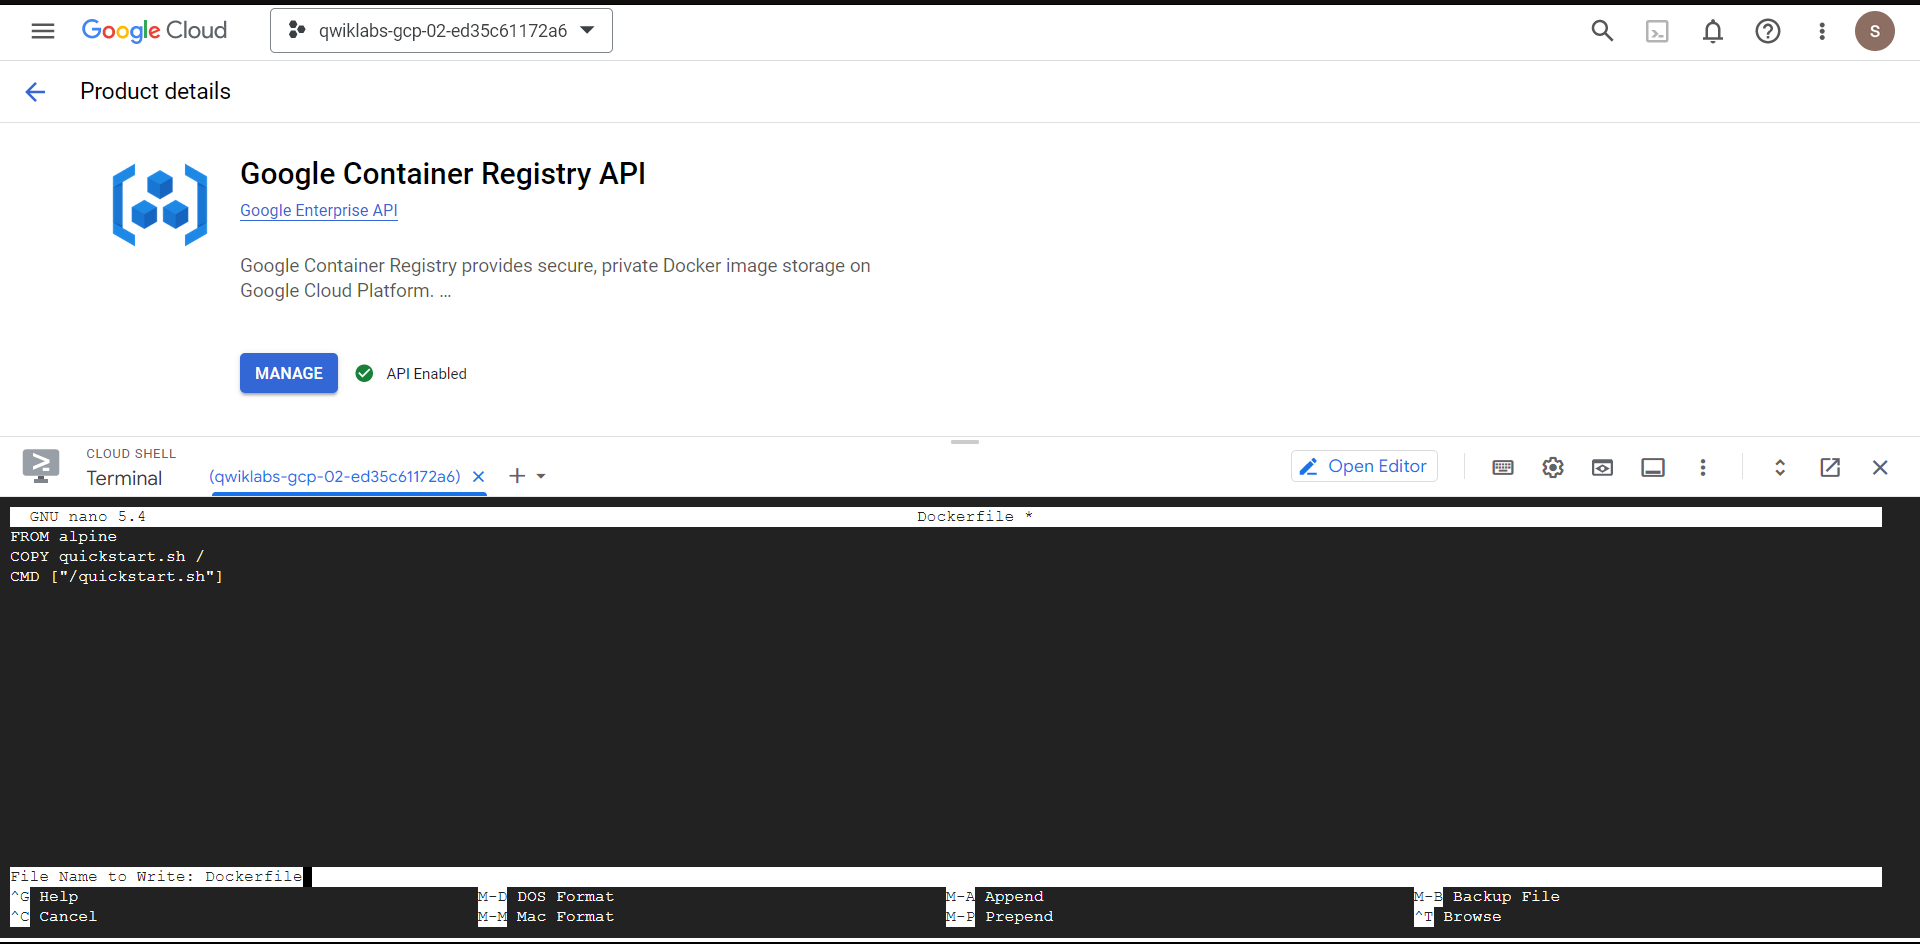 Google Cloud
qwiklabs-gcp-02-ed35c61172a6
S
Product details
Google Container Registry API
Google Enterprise API
Google Container Registry provides secure, private Docker image storage on
Google Cloud Platform. ...
MANAGE
API Enabled
CLOUD SHELL
Terminal
(qwiklabs-gcp-02-ed35c61172a6)
Open Editor
GNU nano 5.4 Dockerfile *
FROM alpine
COPY quickstart.sh /
CMD ["/quickstart.sh"]
File Name to Write: Dockerfile
^G Help M-D DOS Format M-A Append M-B Backup File
^C Cancel M-M Mac Format M-P Prepend ^T Browse